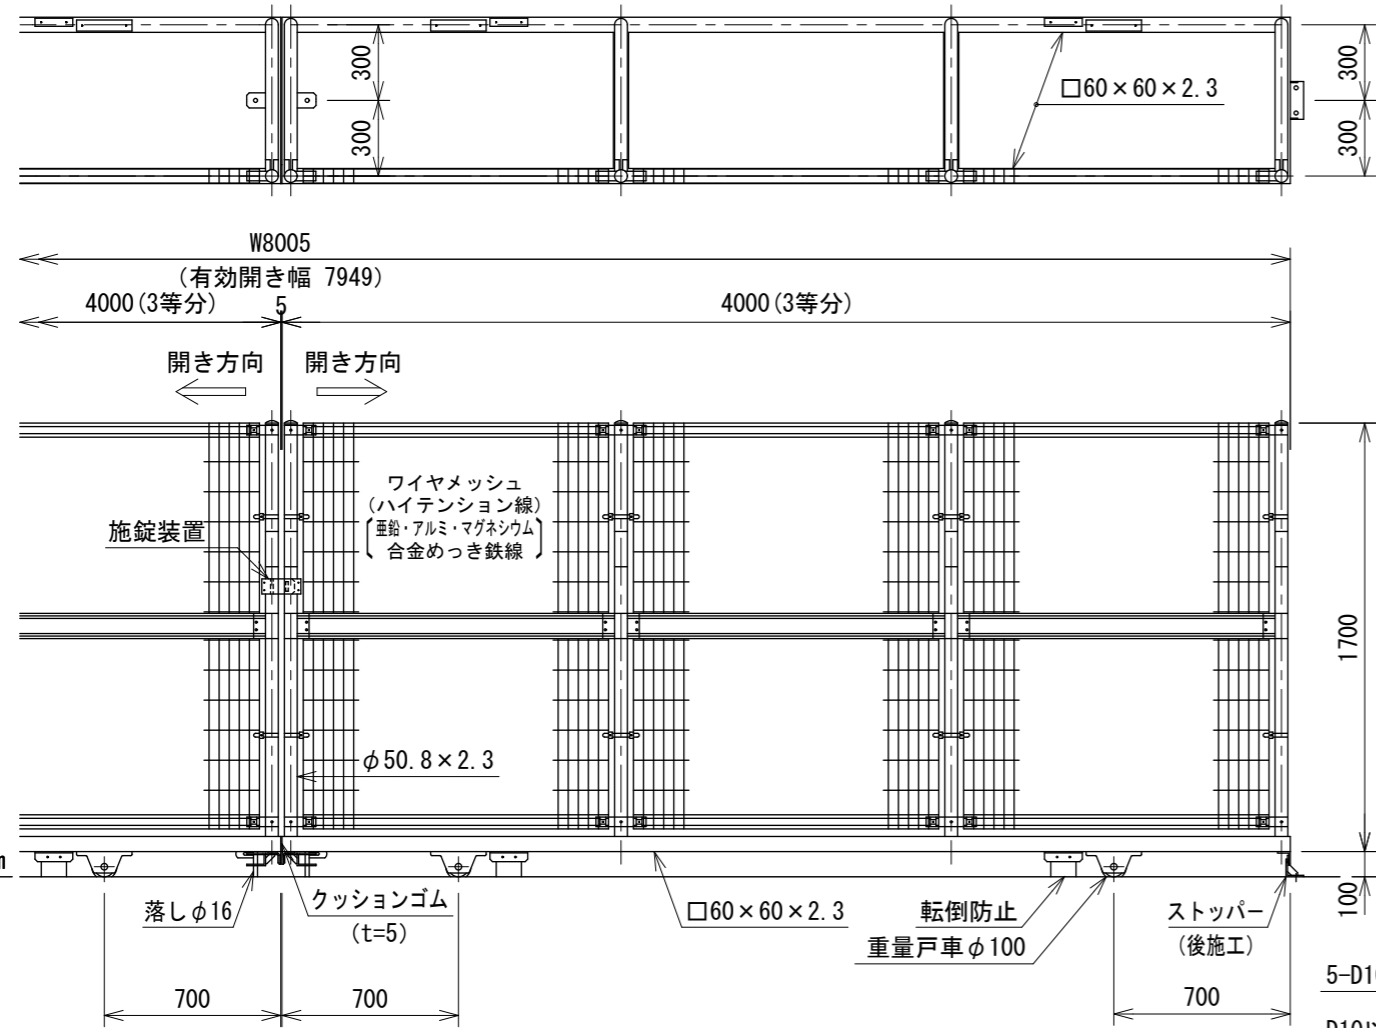 300
300
□60×60×2.3
300
300
W8005
(有効開き幅 7949)
4000(3等分)
5
4000(3等分)
開き方向
開き方向
ワイヤメッシュ
(ハイテンション線)
〔亜鉛・アルミ・マグネシウム〕
合金めっき鉄線
施錠装置
1700
φ50.8×2.3
落しφ16
クッションゴム
(t=5)
□60×60×2.3
転倒防止
重量戸車φ100
ストッパー
(後施工)
100
700
700
700